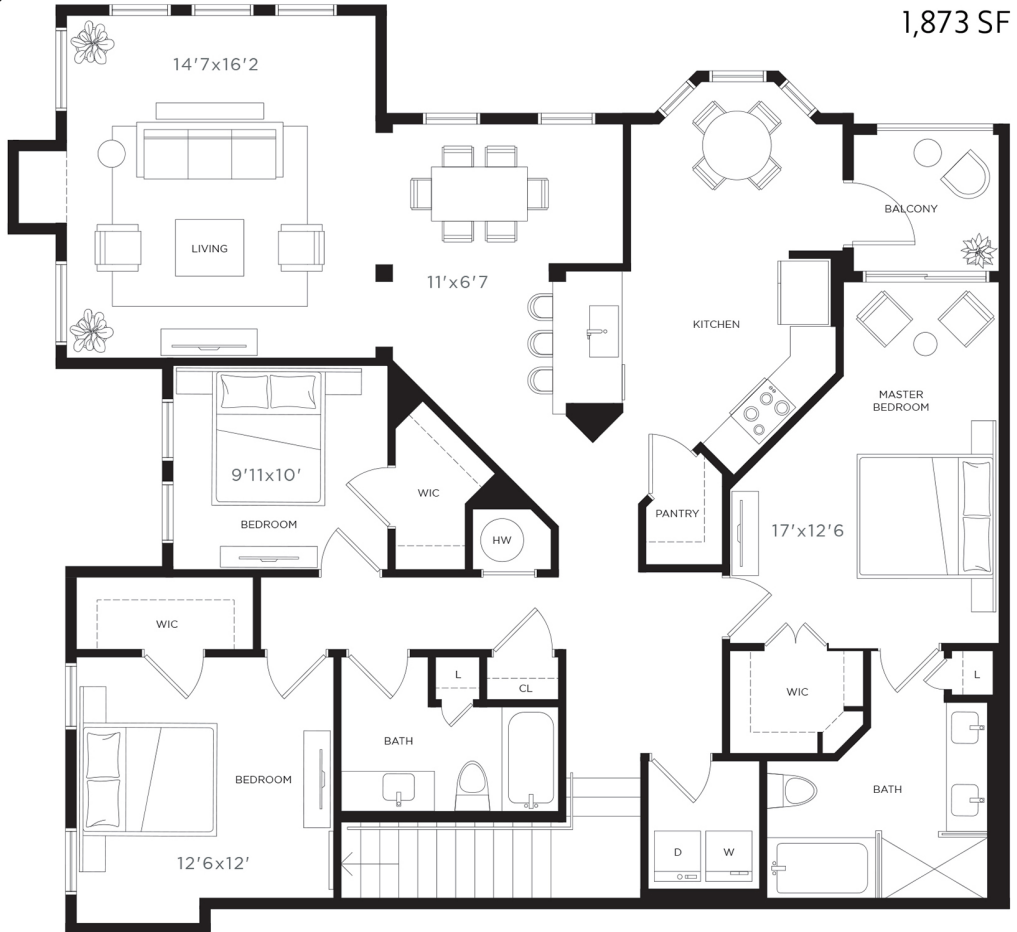 1,873 SF
14'7x16'2
LIVING
11'x6'7
BALCONY
KITCHEN
MASTER
BEDROOM
9'11x10'
BEDROOM
WIC
HW
PANTRY
17'x12'6
WIC
L
CL
WIC
L
BATH
BEDROOM
12'6x12'
BATH
D
W